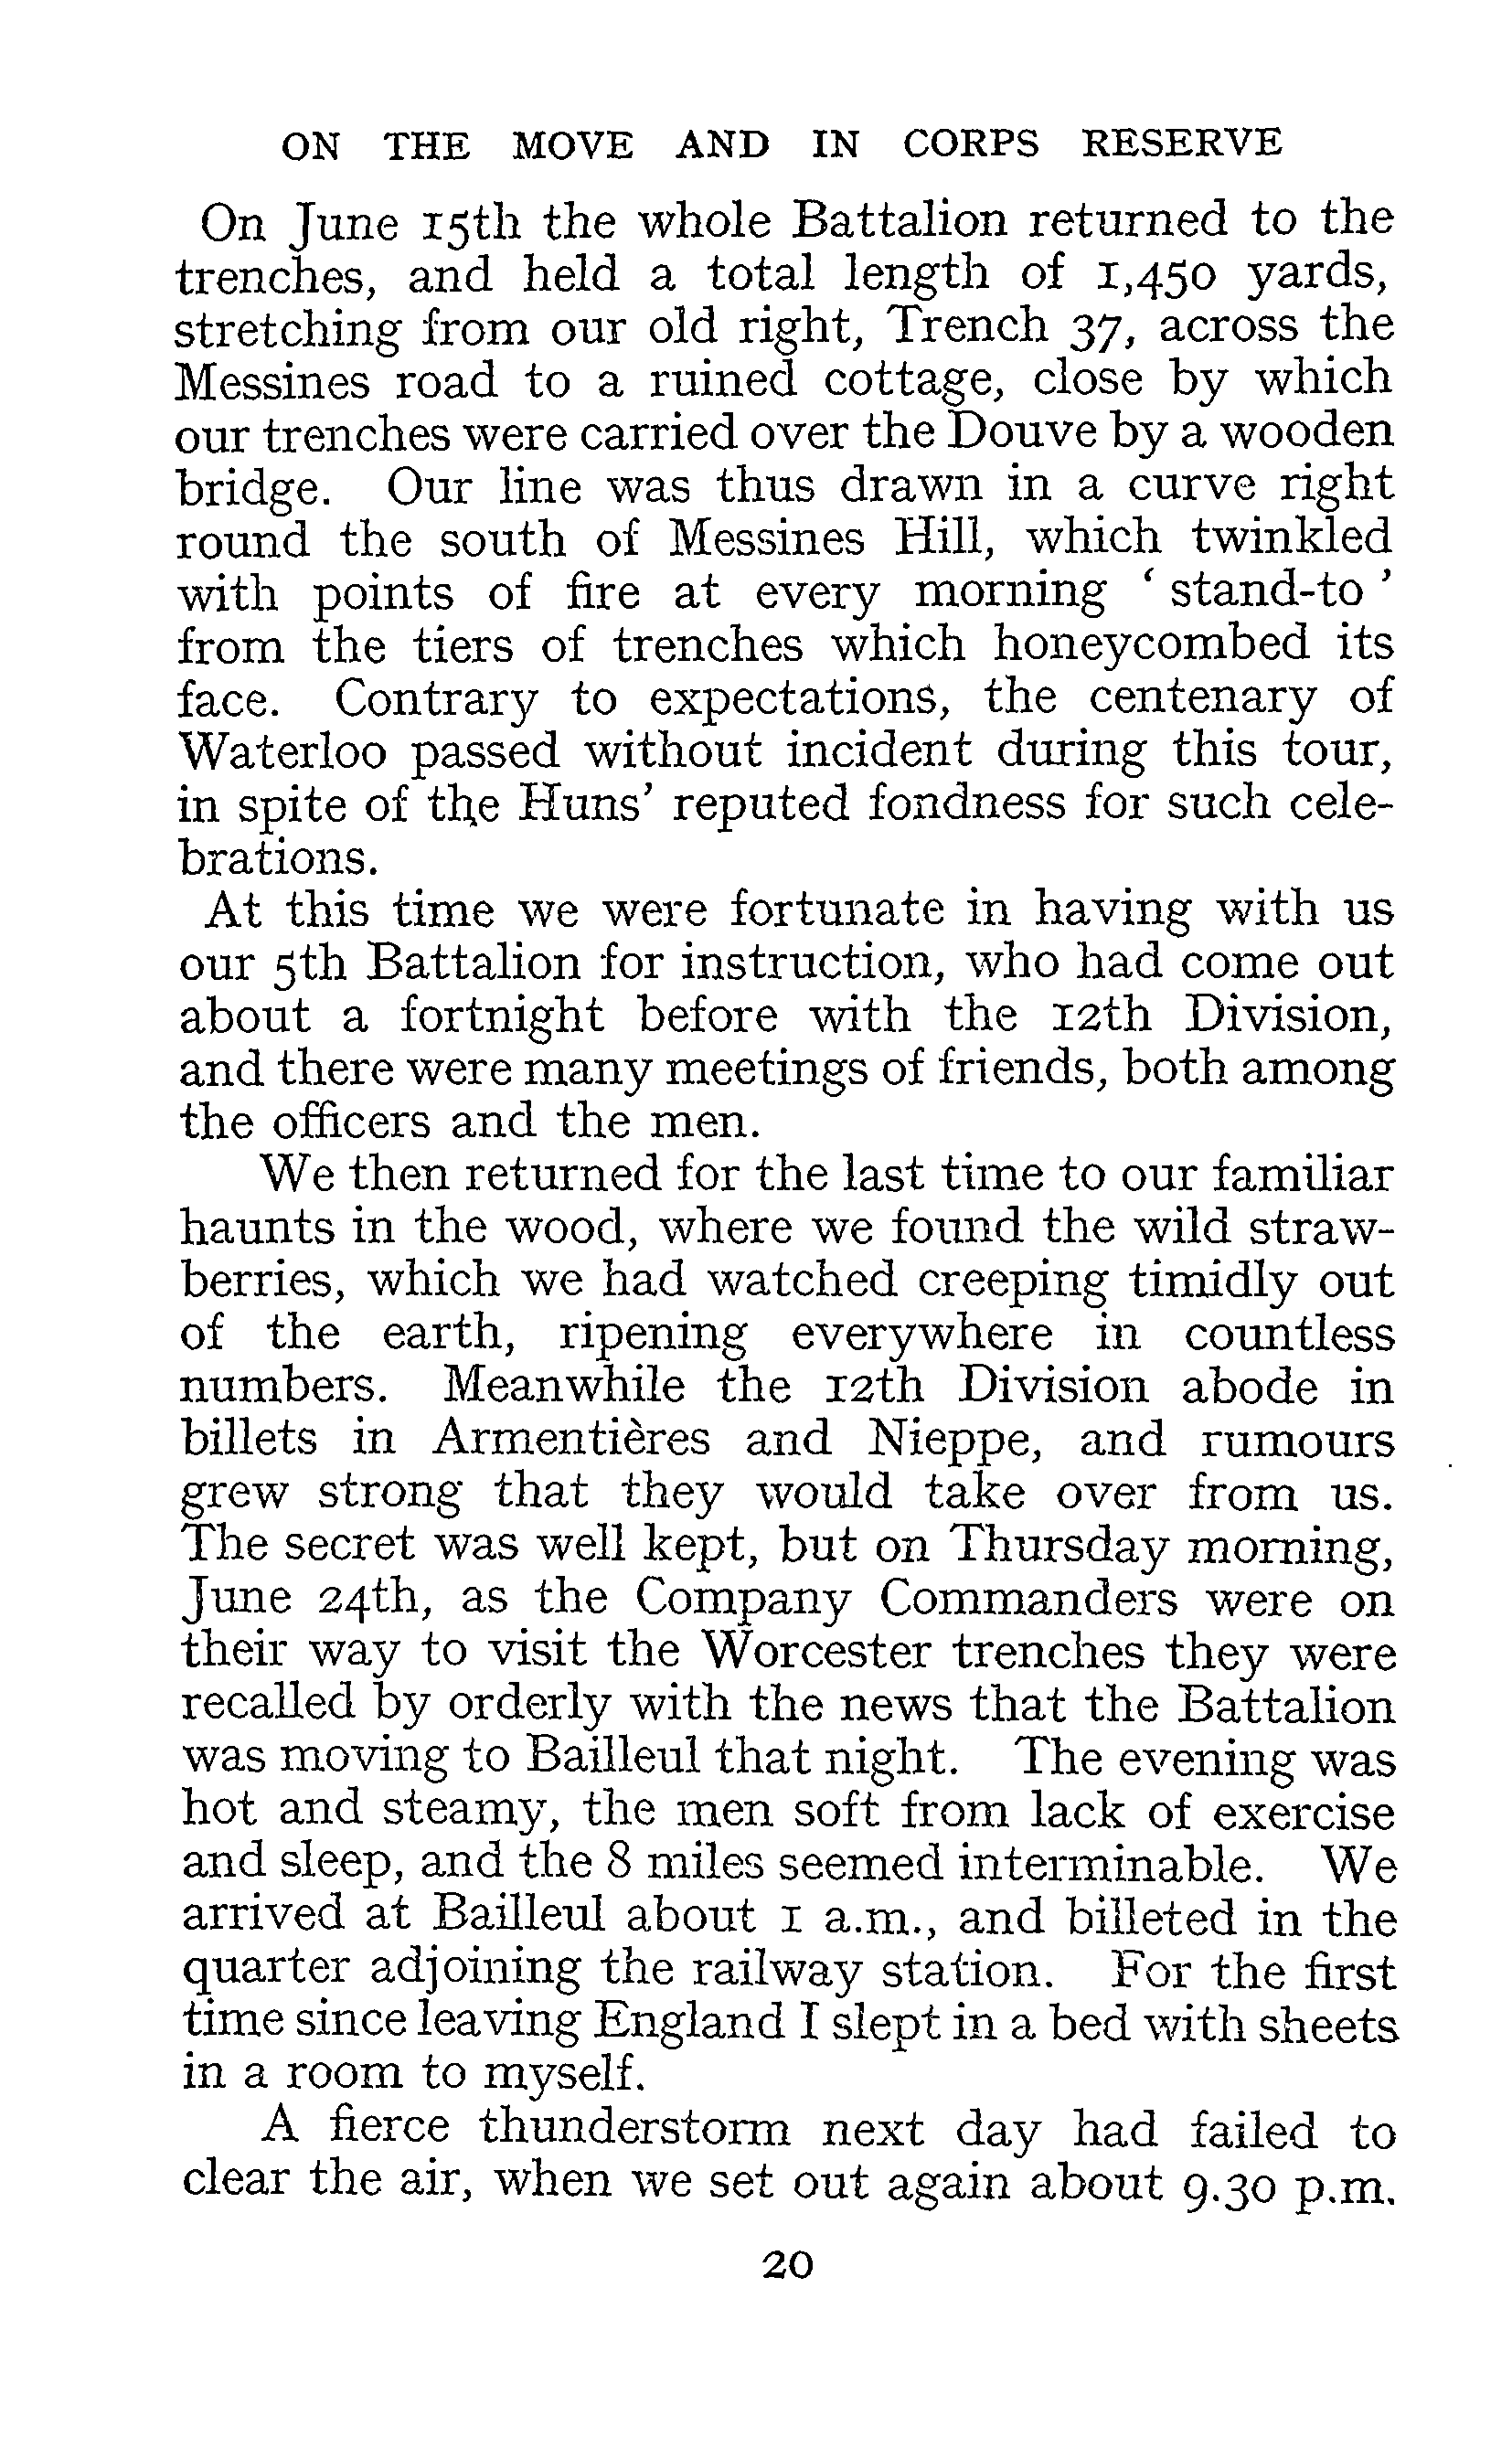 ON THE MOVE AND IN CORPS RESERVE
On June 15th the whole Battalion returned to the
trenches, and held a total length of 1,450 yards,
stretching from our old right, Trench 37, across the
Messines road to a ruined cottage, close by which
our trenches were carried over the Douve by a wooden
bridge. Our line was thus drawn in a curve right
round the south of Messines Hill, which twinkled
with points of fire at every morning ‘ stand-to ’
from the tiers of trenches which honeycombed its
face. Contrary to expectations, the centenary of
Waterloo passed without incident during this tour,
in spite of the Huns’ reputed fondness for such cele-
brations.
At this time we were fortunate in having with us
our 5th Battalion for instruction, who had come out
about a fortnight before with the 12th Division,
and there were many meetings of friends, both among
the officers and the men.
We then returned for the last time to our familiar
haunts in the wood, where we found the wild straw-
berries, which we had watched creeping timidly out
of the earth, ripening everywhere in countless
numbers. Meanwhile the 12th Division abode in
billets in Armentières and Nieppe, and rumours
grew strong that they would take over from us.
The secret was well kept, but on Thursday morning,
June 24th, as the Company Commanders were on
their way to visit the Worcester trenches they were
recalled by orderly with the news that the Battalion
was moving to Bailleul that night. The evening was
hot and steamy, the men soft from lack of exercise
and sleep, and the 8 miles seemed interminable. We
arrived at Bailleul about 1 a.m., and billeted in the
quarter adjoining the railway station. For the first
time since leaving England I slept in a bed with sheets
in a room to myself.
A fierce thunderstorm next day had failed to
clear the air, when we set out again about 9.30 p.m.
20